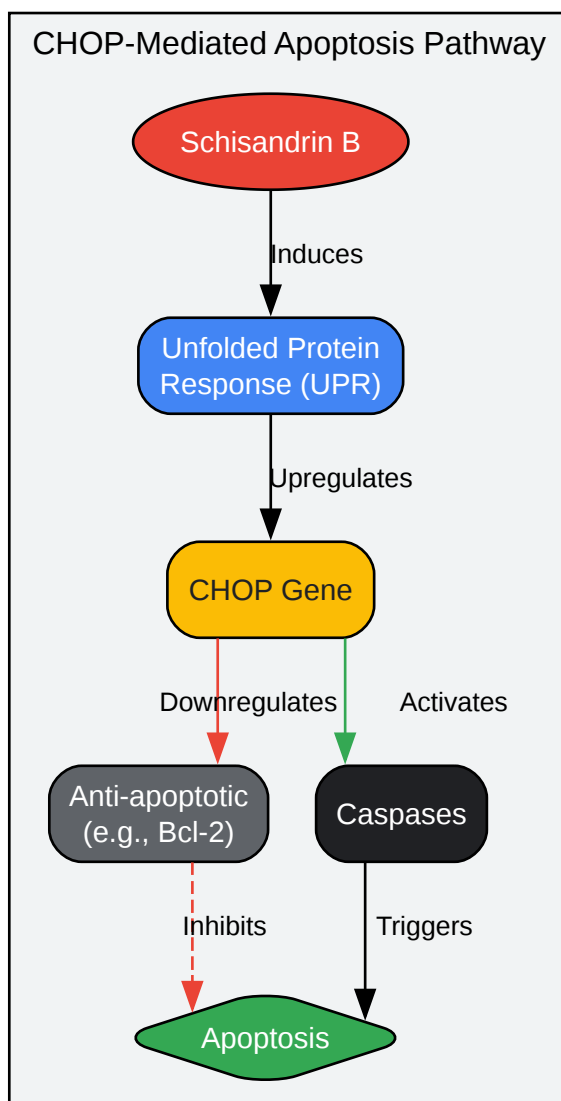 CHOP-Mediated Apoptosis Pathway
Schisandrin B
Induces
Unfolded Protein
Response (UPR)
Upregulates
CHOP Gene
Downregulates
Activates
Anti-apoptotic
(e.g., Bcl-2)
Caspases
Inhibits
Triggers
Apoptosis